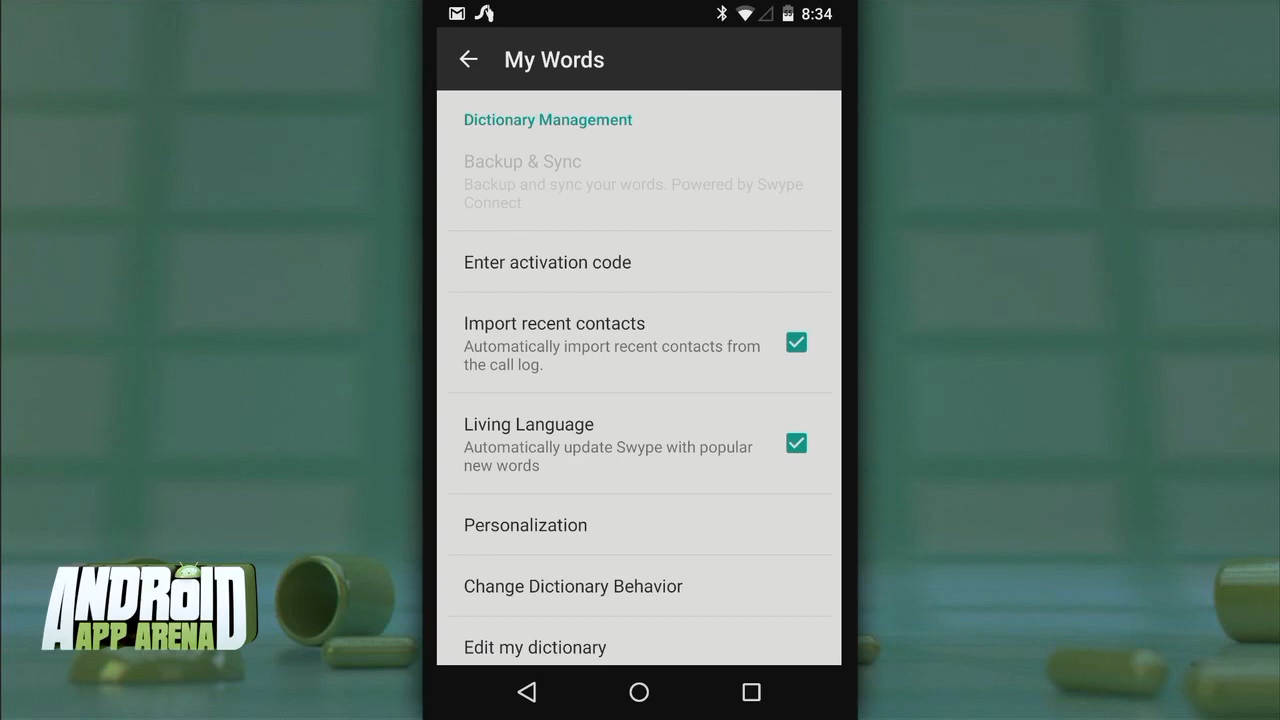 8:34
My Words
Dictionary Management
Backup & Sync
Backup and sync your words. Powered by Swype
Connect
Enter activation code
Import recent contacts
Automatically import recent contacts from
the call log.
Living Language
Automatically update Swype with popular
new words
Personalization
Change Dictionary Behavior
Edit my dictionary
ANDROID
APP ARENA